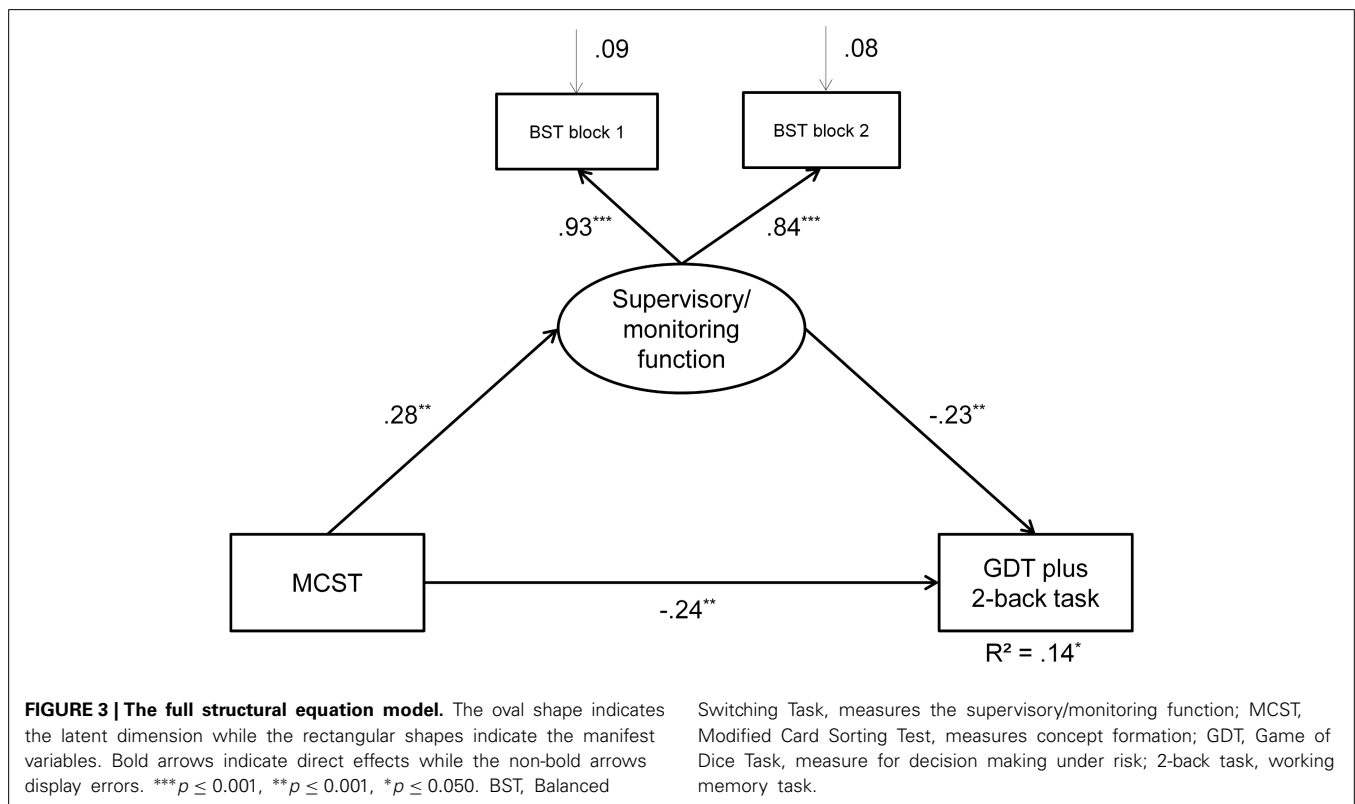 .09
.08
BST block 1
BST block 2
.93***
.84***
Supervisory/
monitoring
function
.28**
-.23**
MCST
GDT plus
2-back task
-.24**
R² = .14*
FIGURE 3 | The full structural equation model. The oval shape indicates
the latent dimension while the rectangular shapes indicate the manifest
variables. Bold arrows indicate direct effects while the non-bold arrows
display errors. ***p ≤ 0.001, **p ≤ 0.001, *p ≤ 0.050. BST, Balanced
Switching Task, measures the supervisory/monitoring function; MCST,
Modified Card Sorting Test, measures concept formation; GDT, Game of
Dice Task, measure for decision making under risk; 2-back task, working
memory task.